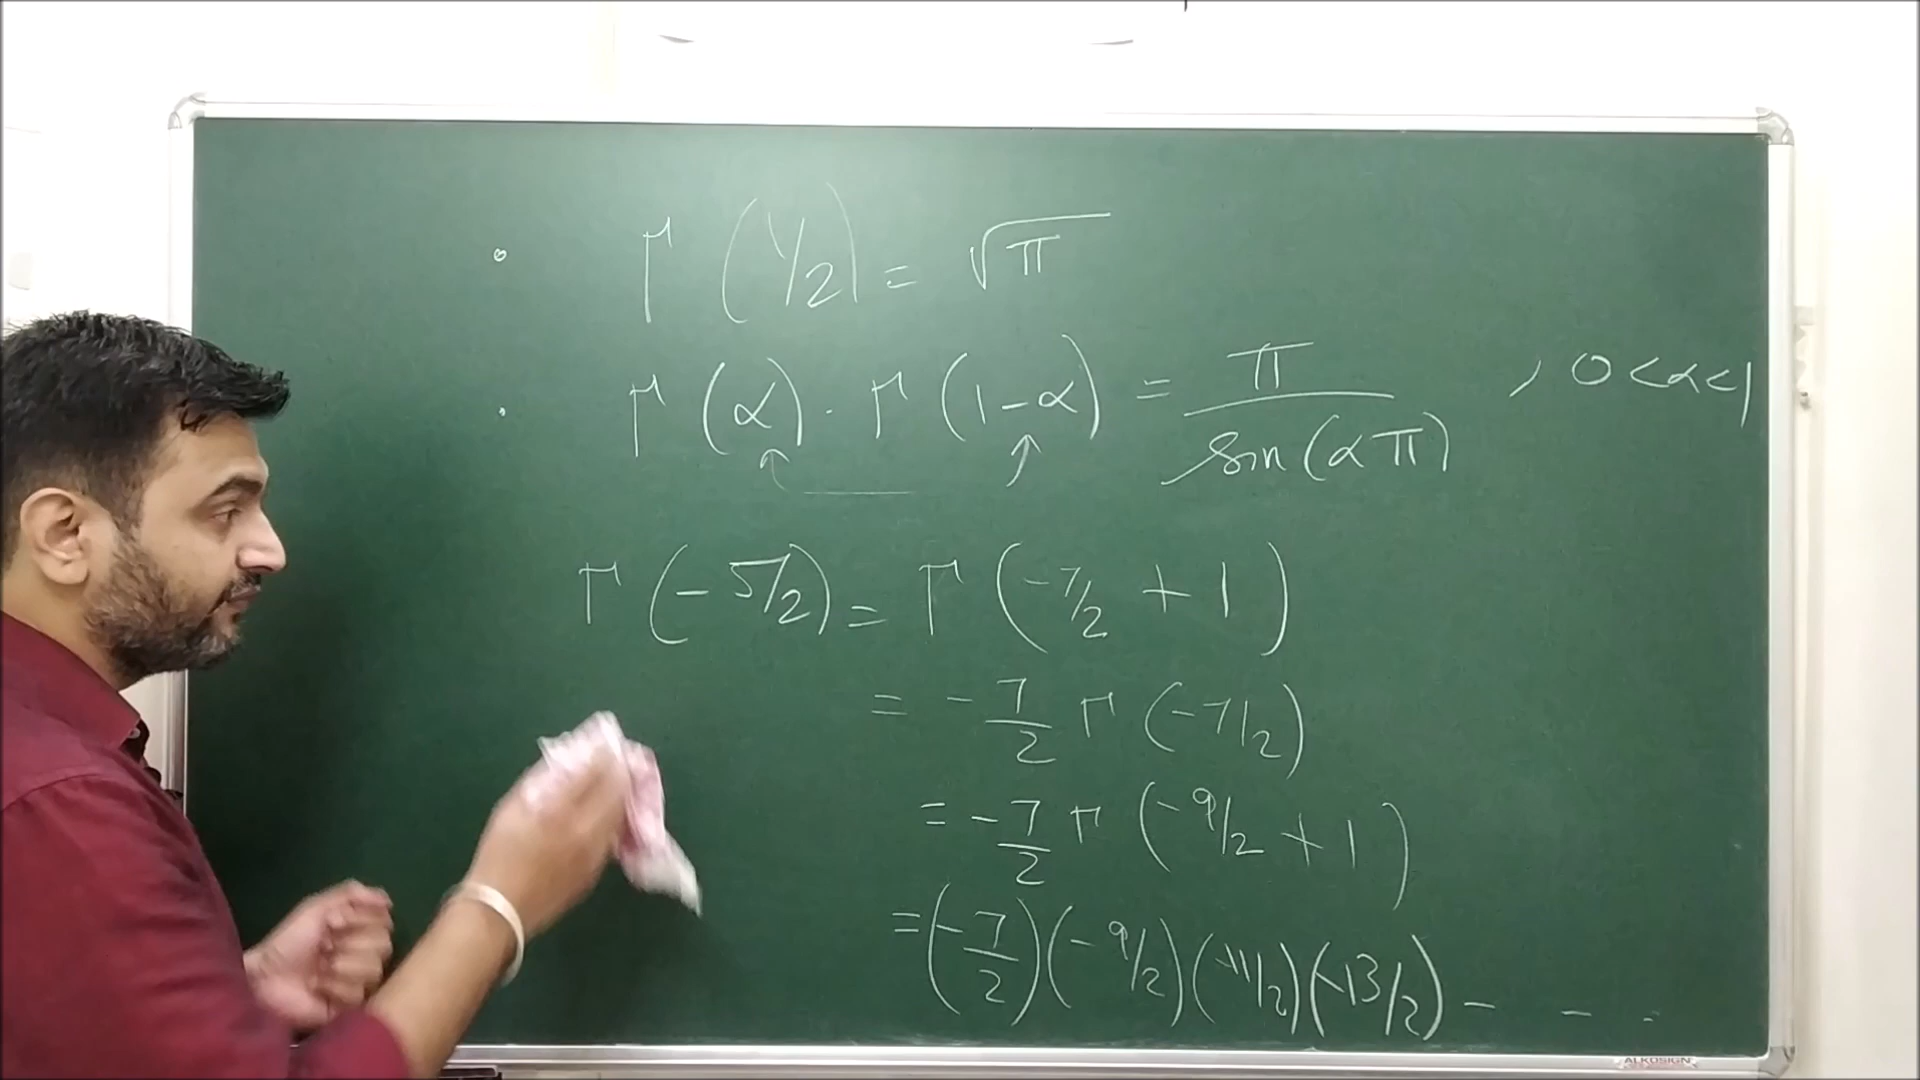 Γ (1/2) = √π
Γ (α) · Γ (1-α) = π / sin(απ) , 0<α<1
Γ (-5/2) = Γ (-7/2 + 1)
= -7/2 Γ (-7/2)
= -7/2 Γ (-9/2 + 1)
= (-7/2) (-9/2) (-11/2) (-13/2) - - -
ALKOSIGN